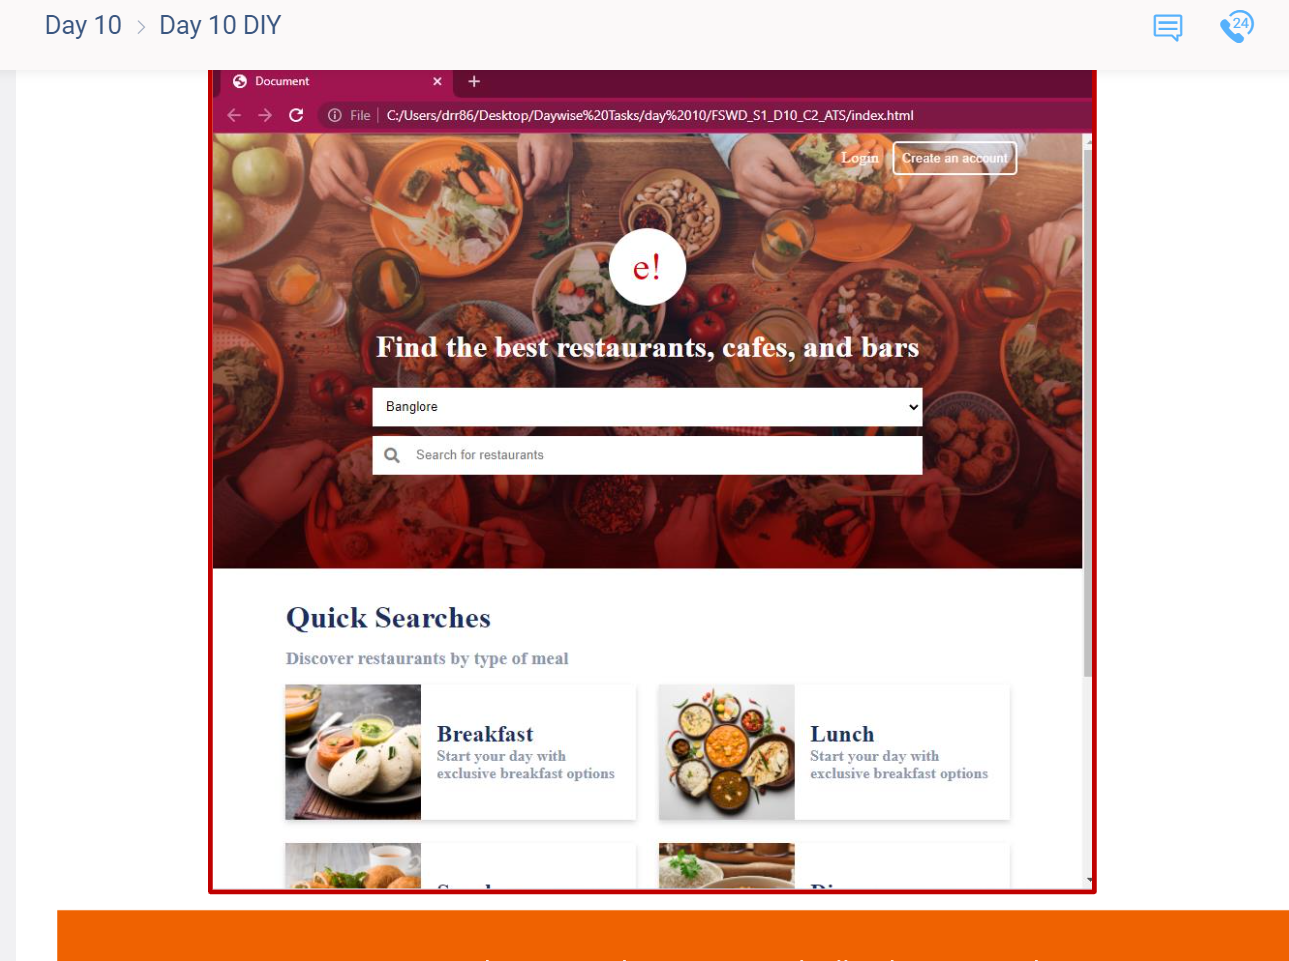 Day 10 > Day 10 DIY
24
Document × +
File | C:/Users/drr86/Desktop/Daywise%20Tasks/day%2010/FSWD_S1_D10_C2_ATS/index.html
Login Create an account
e!
Find the best restaurants, cafes, and bars
Banglore
Search for restaurants
Quick Searches
Discover restaurants by type of meal
Breakfast
Start your day with
exclusive breakfast options
Lunch
Start your day with
exclusive breakfast options